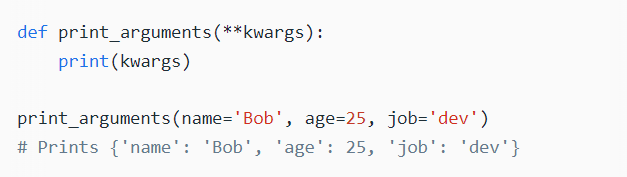 def print_arguments(**kwargs):
    print(kwargs)

print_arguments(name='Bob', age=25, job='dev')
# Prints {'name': 'Bob', 'age': 25, 'job': 'dev'}